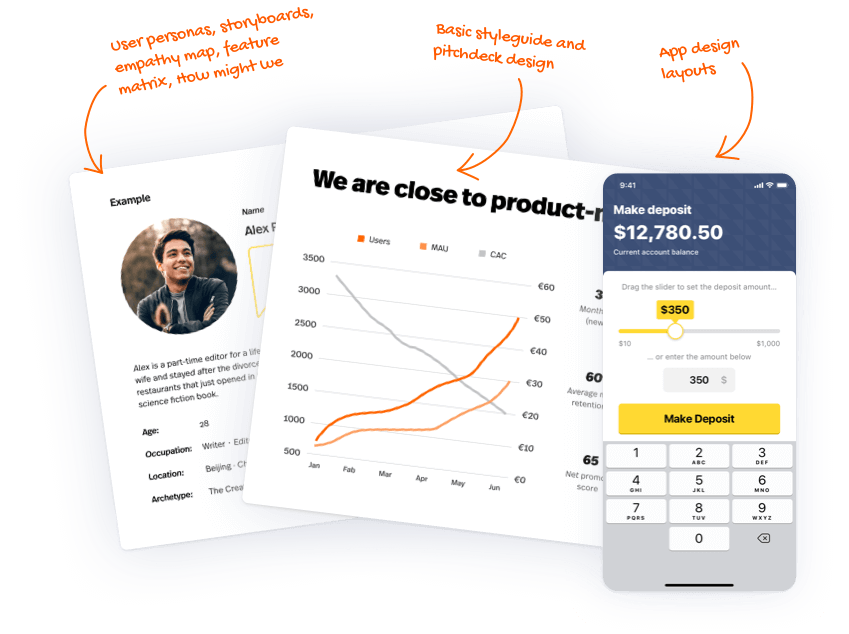 User personas, storyboards,
empathy map, feature
matrix, How might we
Basic styleguide and
pitchdeck design
App design
layouts
Example
Name
Alex
Alex is a part-time editor for a life
wife and stayed after the divorce
restaurants that just opened in
science fiction book.
Age: 28
Occupation: Writer ·
Location: Beijing ·
Archetype: The
We are close to product-
Users MAU CAC
3500
3000
2500
2000
1500
1000
500
€60
€50
€40
€30
€20
€10
€0
Jan Fab Mar Apr May Jun
Month
(new
60
Average
retention
65
Net promo
score
9:41
Make deposit
$12,780.50
Current account balance
Drag the slider to set the deposit amount...
$350
$10 $1,000
... or enter the amount below
350 $
Make Deposit
1 2 3
ABC DEF
4 5 6
GHI JKL MNO
7 8 9
PQRS TUV WXYZ
0